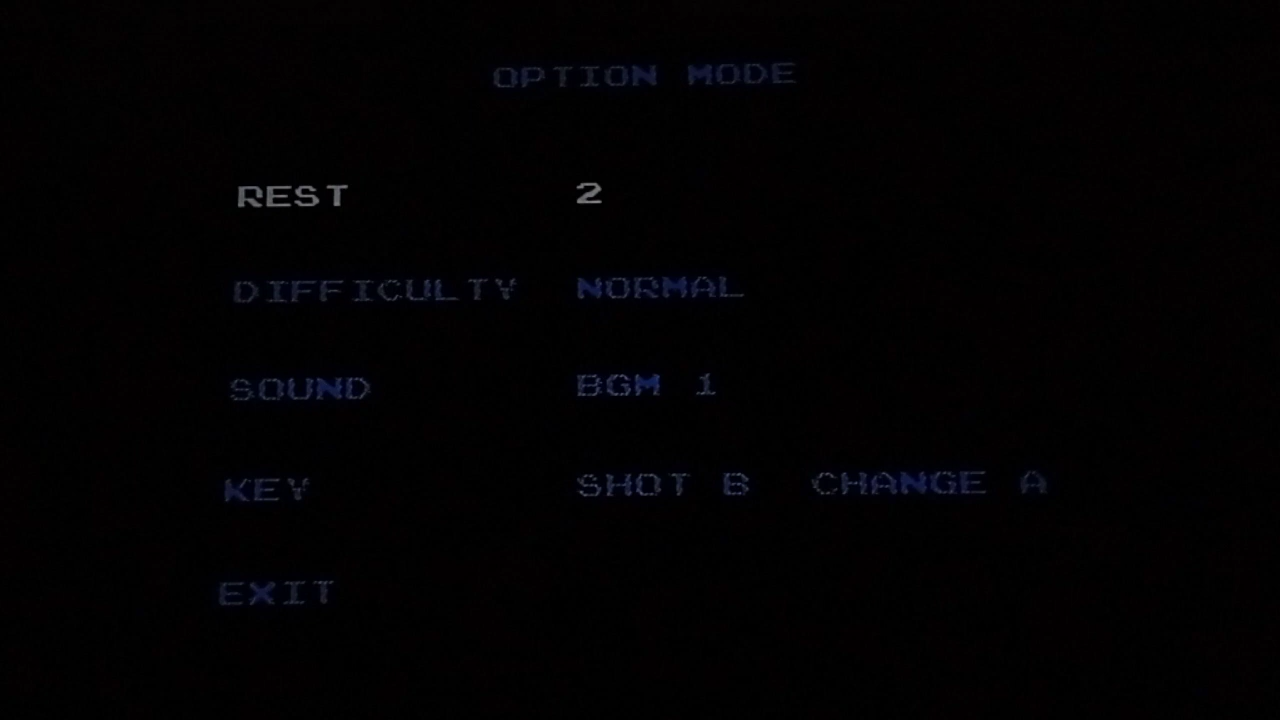 OPTION MODE
REST 2
DIFFICULTY NORMAL
SOUND BGM 1
KEY SHOT B CHANGE A
EXIT